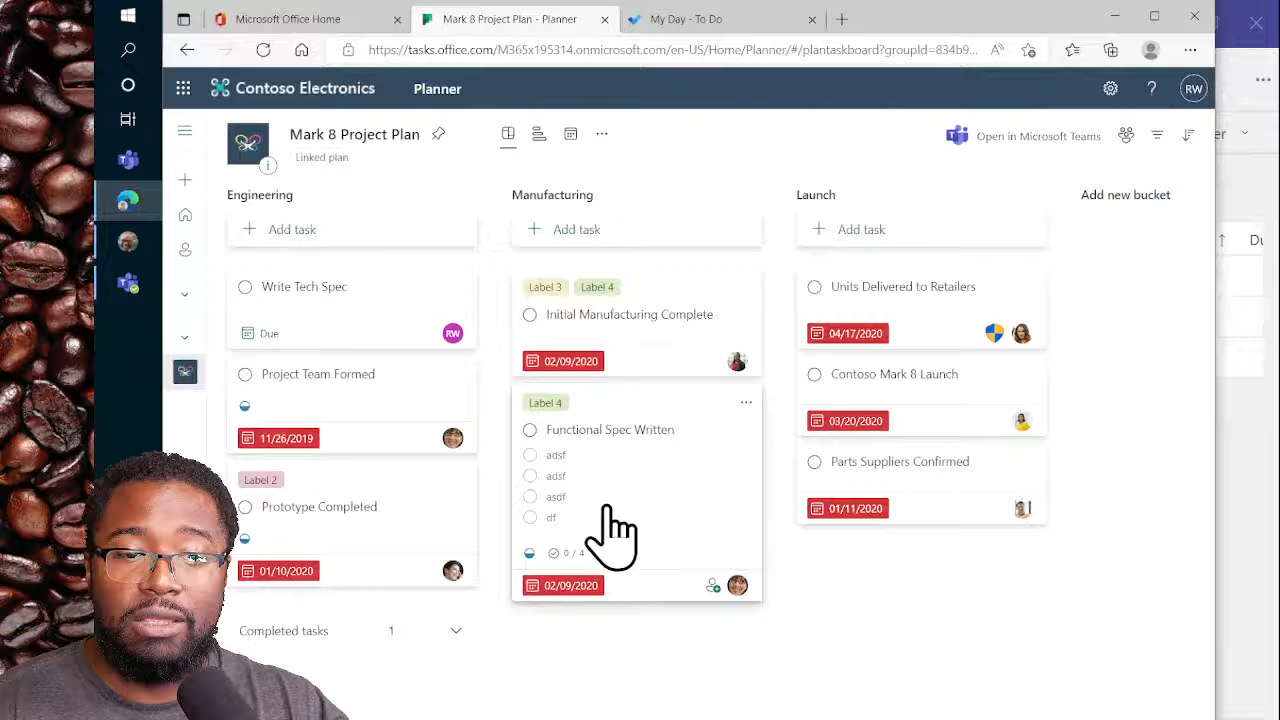 Microsoft Office Home
Mark 8 Project Plan - Planner
My Day - To Do
https://tasks.office.com/M365x195314.onmicrosoft.com/en-US/Home/Planner/#/plantaskboard?groupId=834b9...
Contoso Electronics
Planner
RW
Mark 8 Project Plan
Linked plan
Open in Microsoft Teams
Engineering
Manufacturing
Launch
Add new bucket
Add task
Add task
Add task
Write Tech Spec
Due
RW
Project Team Formed
11/26/2019
Label 2
Prototype Completed
01/10/2020
Completed tasks
1
Label 3
Label 4
Initial Manufacturing Complete
02/09/2020
Label 4
Functional Spec Written
adsf
adsf
asdf
df
0 / 4
02/09/2020
Units Delivered to Retailers
04/17/2020
Contoso Mark 8 Launch
03/20/2020
Parts Suppliers Confirmed
01/11/2020
er
Du